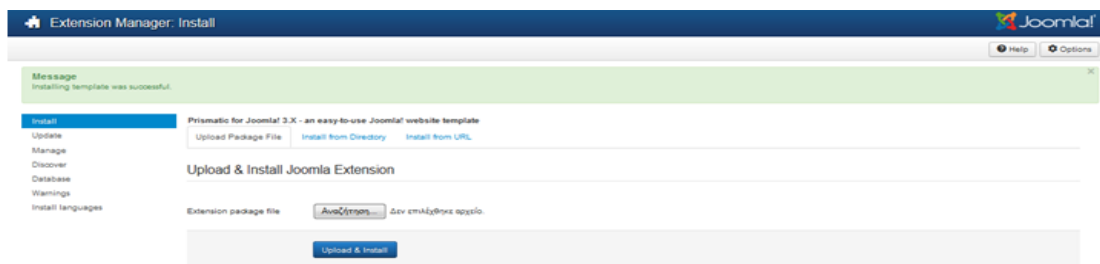 Extension Manager: Install
Joomla!
Help
Options
Message
Installing template was successful.
Install
Update
Manage
Discover
Database
Warnings
Install languages
Prismatic for Joomla! 3.X - an easy-to-use Joomla! website template
Upload Package File
Install from Directory
Install from URL
Upload & Install Joomla Extension
Extension package file
Αναζήτηση...
Δεν επιλέχθηκε αρχείο.
Upload & Install